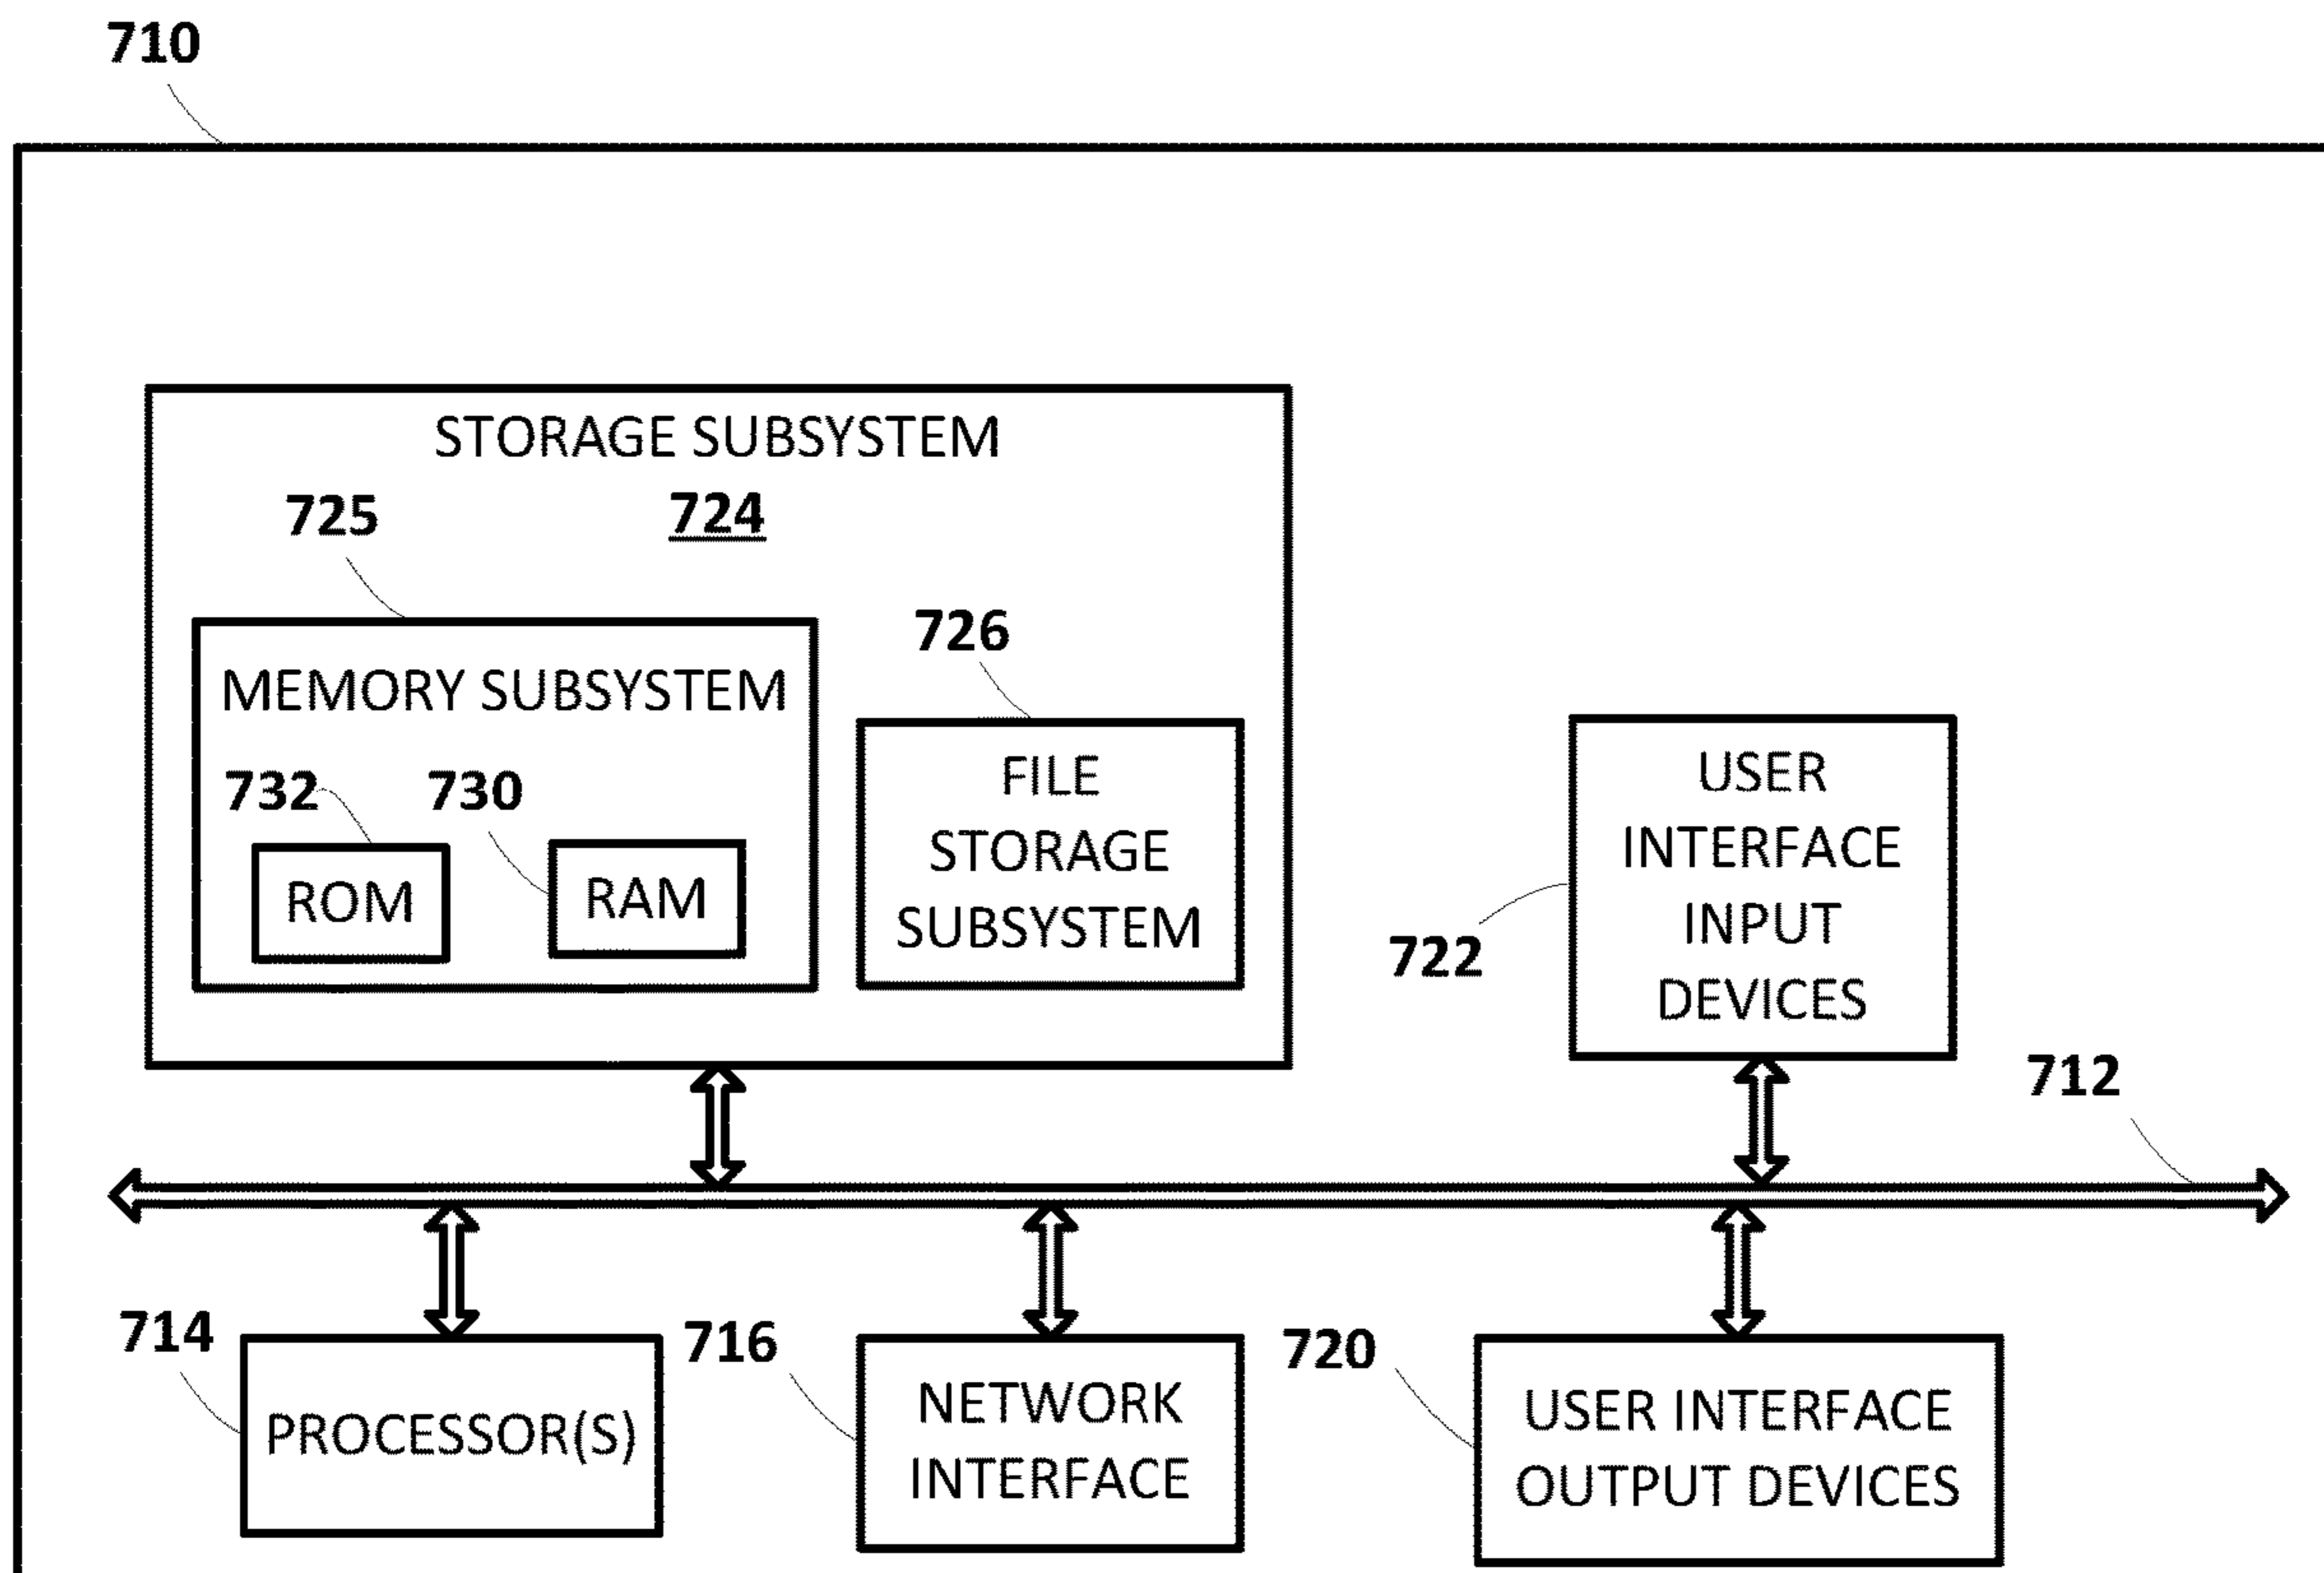 710
STORAGE SUBSYSTEM
724
725
MEMORY SUBSYSTEM
732
730
ROM
RAM
726
FILE
STORAGE
SUBSYSTEM
USER
INTERFACE
INPUT
DEVICES
722
712
714
PROCESSOR(S)
716
NETWORK
INTERFACE
720
USER INTERFACE
OUTPUT DEVICES